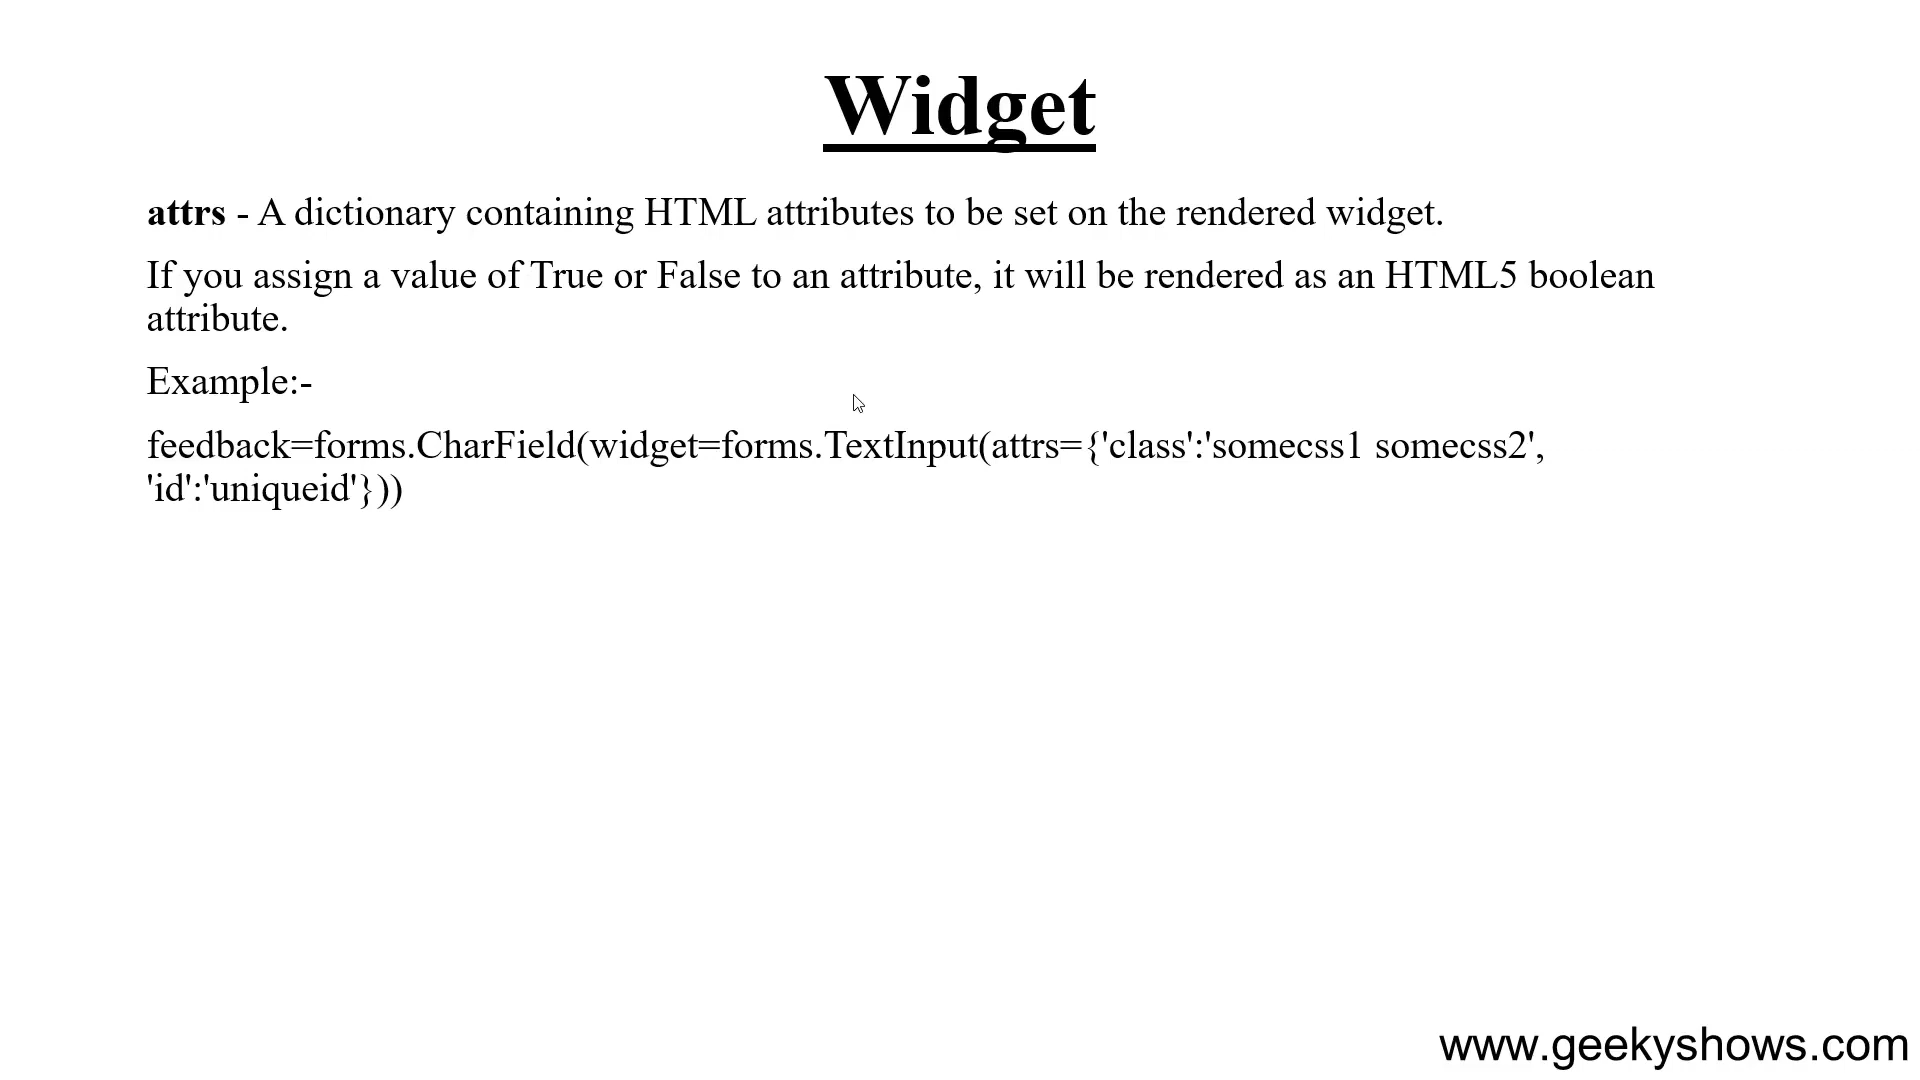 Widget
attrs - A dictionary containing HTML attributes to be set on the rendered widget.
If you assign a value of True or False to an attribute, it will be rendered as an HTML5 boolean
attribute.
Example:-
feedback=forms.CharField(widget=forms.TextInput(attrs={'class':'somecss1 somecss2',
'id':'uniqueid'}))
www.geekyshows.com